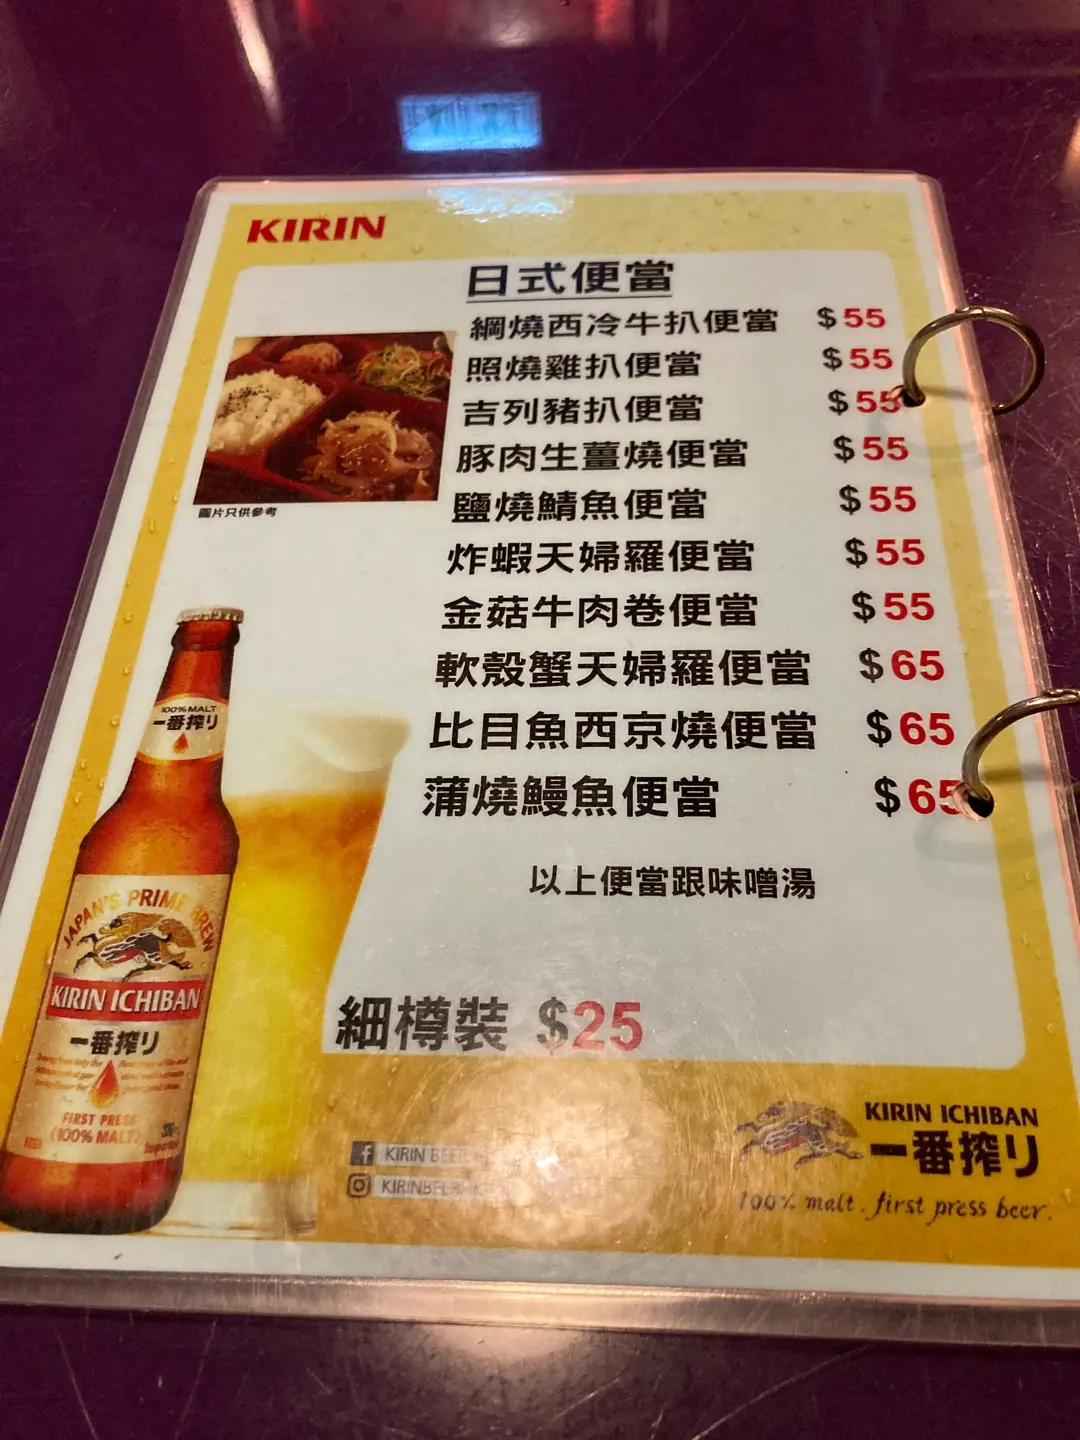 KIRIN
日式便當
綱燒西冷牛扒便當 $55
照燒雞扒便當 $55
吉列豬扒便當 $55
豚肉生薑燒便當 $55
鹽燒鯖魚便當 $55
炸蝦天婦羅便當 $55
金菇牛肉卷便當 $55
軟殼蟹天婦羅便當 $65
比目魚西京燒便當 $65
蒲燒鰻魚便當 $65
以上便當跟味噌湯
圖片只供參考
細樽裝 $25
100% MALT
一番搾り
JAPAN'S PRIME BREW
KIRIN ICHIBAN
一番搾り
FIRST PRESS
(100% MALT)
KIRIN BEER
KIRINBEER
KIRIN ICHIBAN
一番搾り
100% malt. first press beer.